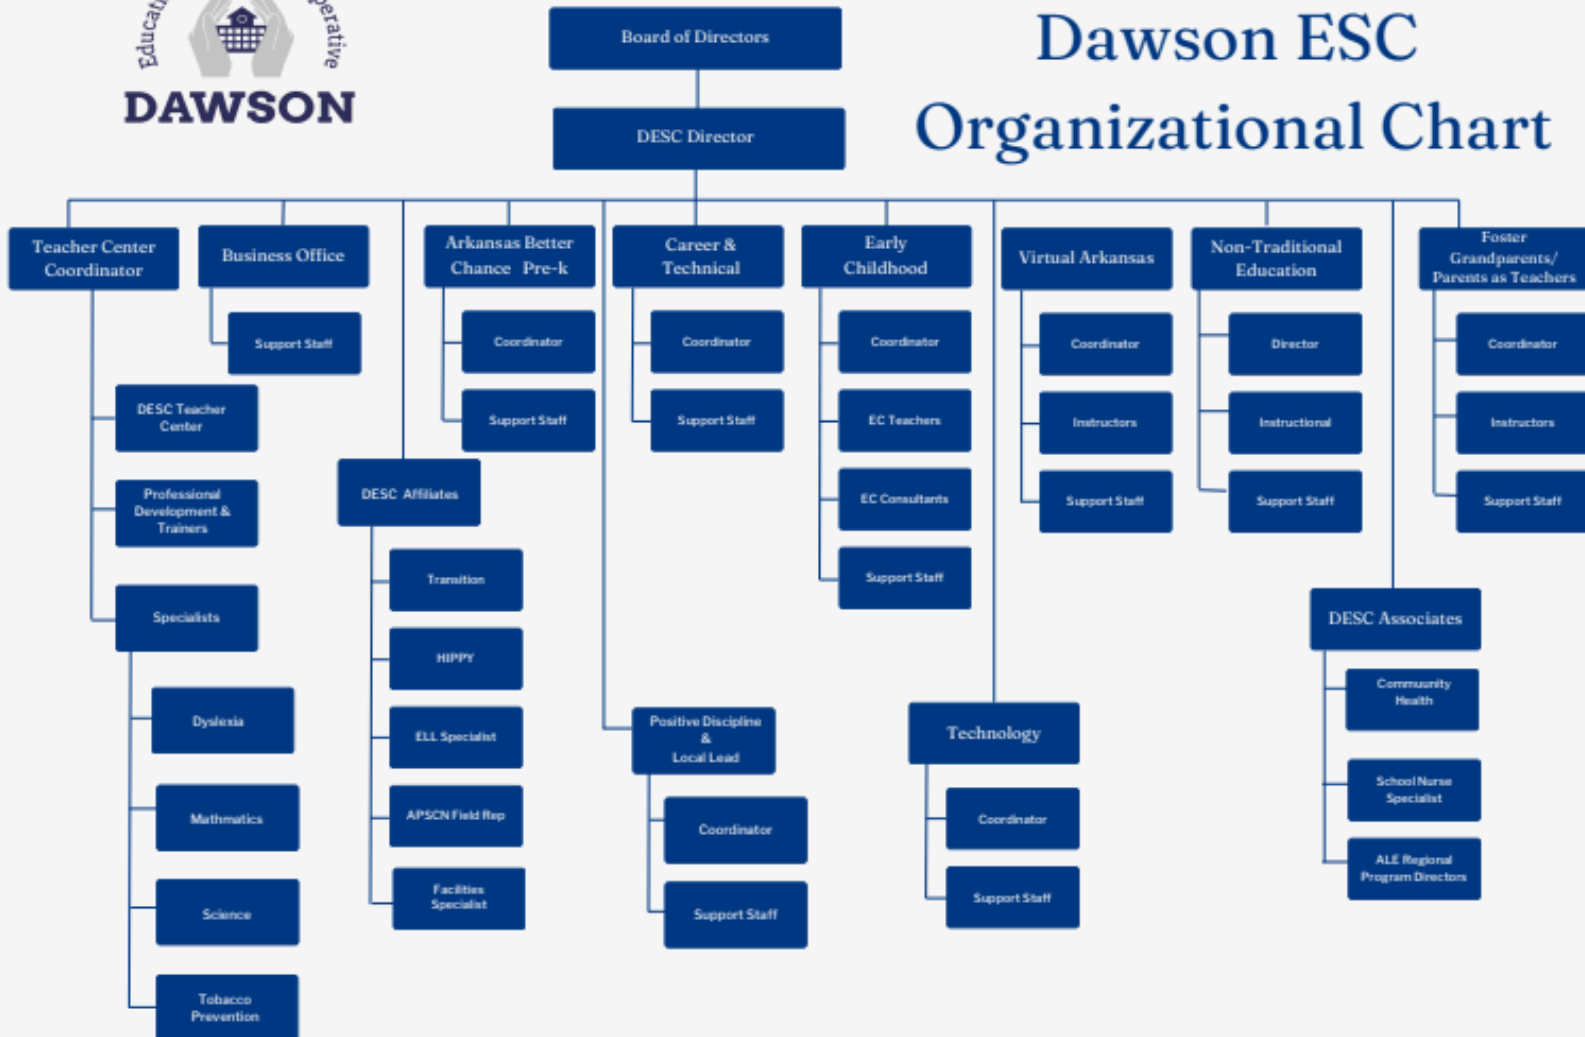 Educati
perative
DAWSON
Dawson ESC
Organizational Chart
Board of Directors
DESC Director
Teacher Center
Coordinator
DESC Teacher
Center
Professional
Development &
Trainers
Specialists
Dyslexia
Mathmatics
Science
Tobacco
Prevention
Business Office
Support Staff
DESC Affiliates
Transition
HIPPY
ELL Specialist
APSCN Field Rep
Facilities
Specialist
Arkansas Better
Chance Pre-k
Coordinator
Support Staff
Positive Discipline
&
Local Lead
Coordinator
Support Staff
Career &
Technical
Coordinator
Support Staff
Early
Childhood
Coordinator
EC Teachers
EC Consultants
Support Staff
Technology
Coordinator
Support Staff
Virtual Arkansas
Coordinator
Instructors
Support Staff
Non-Traditional
Education
Director
Instructional
Support Staff
DESC Associates
Commuunity
Health
School Nurse
Specialist
ALE Regional
Program Directors
Foster
Grandparents/
Parents as Teachers
Coordinator
Instructors
Support Staff